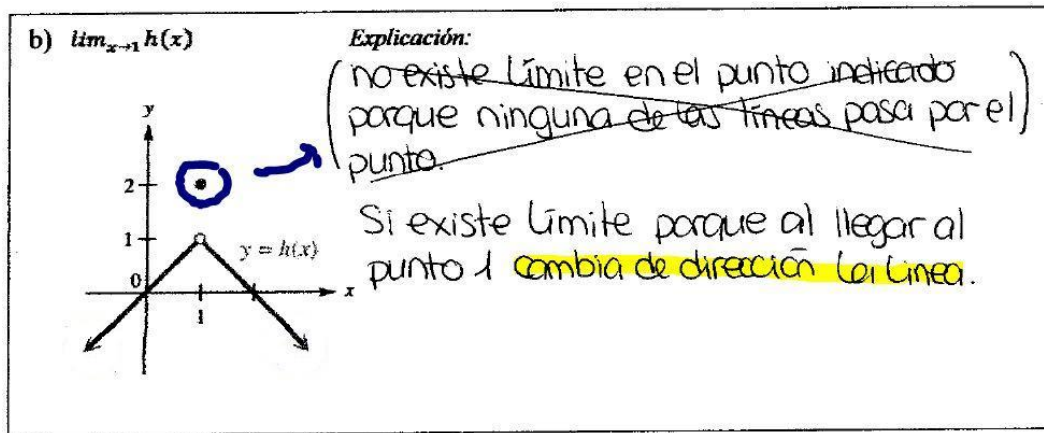 b) lim x→1 h(x)
Explicación:
(no existe límite en el punto indicado
porque ninguna de las líneas pasa por el)
punto.
Si existe límite porque al llegar al
punto 1 cambia de dirección la línea.
y
2
1
y = h(x)
0
x
1